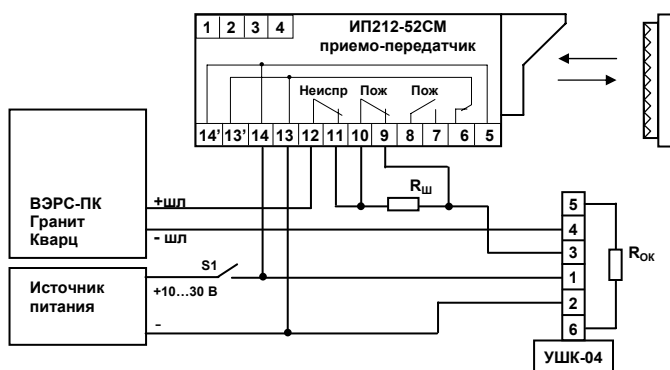 1 2 3 4
ИП212-52СМ
приемо-передатчик
Неиспр Пож Пож
14’ 13’ 14 13 12 11 10 9 8 7 6 5
ВЭРС-ПК
Гранит
Кварц
+шл
- шл
RШ
Источник
питания
S1
+10...30 В
-
5
4
3
1
2
6
RОК
УШК-04